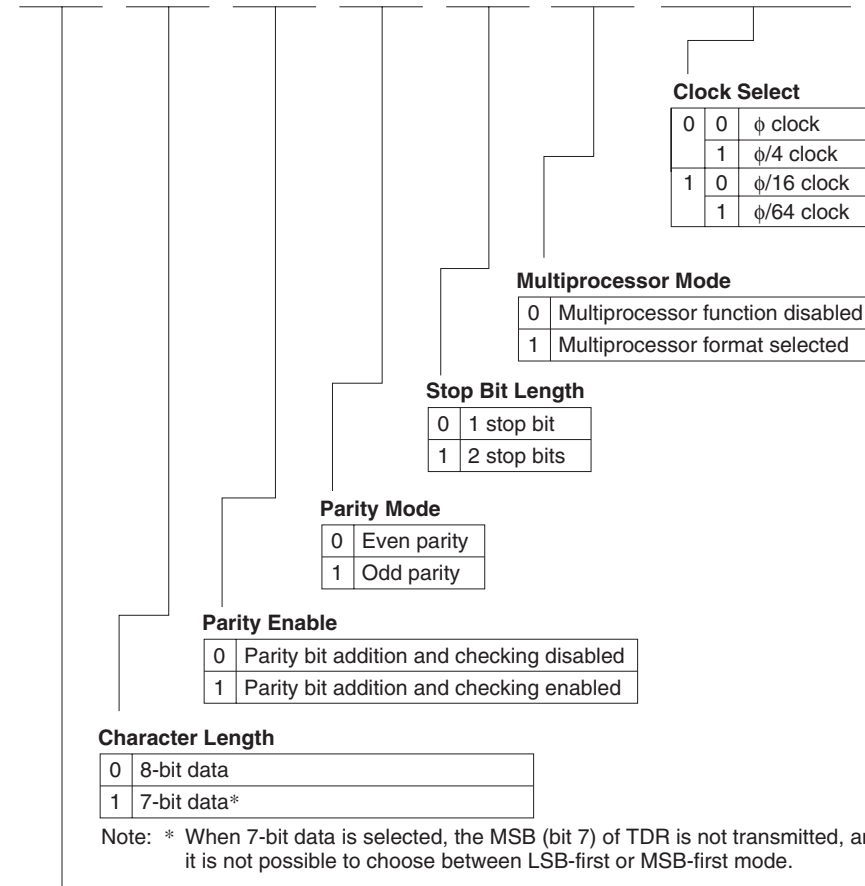 Clock Select
0 0 ϕ clock
1 ϕ/4 clock
1 0 ϕ/16 clock
1 ϕ/64 clock
Multiprocessor Mode
0 Multiprocessor function disabled
1 Multiprocessor format selected
Stop Bit Length
0 1 stop bit
1 2 stop bits
Parity Mode
0 Even parity
1 Odd parity
Parity Enable
0 Parity bit addition and checking disabled
1 Parity bit addition and checking enabled
Character Length
0 8-bit data
1 7-bit data*
Note: * When 7-bit data is selected, the MSB (bit 7) of TDR is not transmitted,
it is not possible to choose between LSB-first or MSB-first mode.